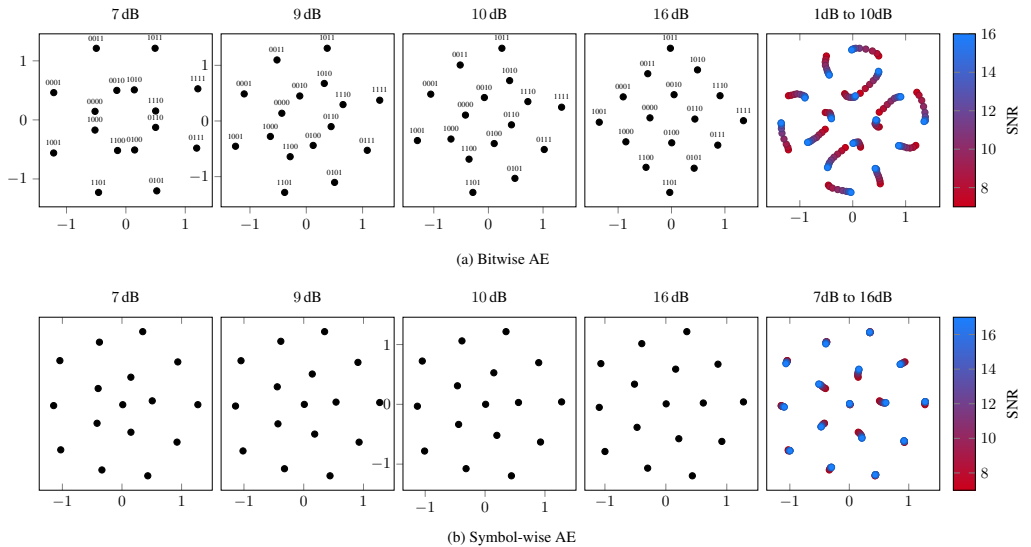 7 dB 9 dB 10 dB 16 dB 1dB to 10dB
0011 1011 0001 0010 1010 1111 0000 1110 1000 0110 1001 1100 0100 0111 1101 0101
1 0 −1
−1 0 1
1011 0011 1010 0001 0010 1110 1111 0000 0110 1000 1001 1100 0100 0111 1101 0101
1 0 −1
−1 0 1
1011 0011 1010 0001 0010 1110 1111 0000 0110 1001 1000 0100 1100 0111 0101 1101
−1 0 1
1011 0011 1010 0001 0010 1110 1001 0000 0110 1111 1000 0100 0111 1100 0101 1101
−1 0 1
−1 0 1
16 14 12 10 8
SNR
(a) Bitwise AE
7 dB 9 dB 10 dB 16 dB 7dB to 16dB
−1 0 1
−1 0 1
1 0 −1
−1 0 1
−1 0 1
−1 0 1
16 14 12 10 8
SNR
(b) Symbol-wise AE